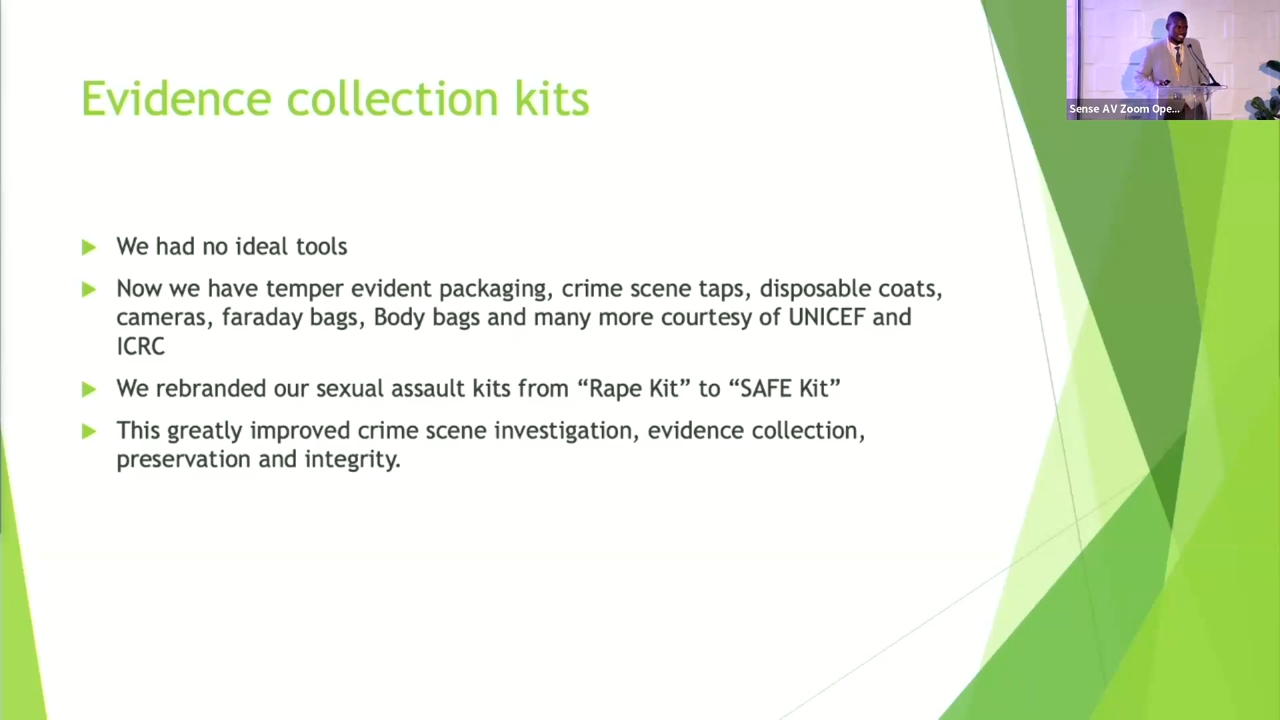 Evidence collection kits
Sense AV Zoom Ope...
We had no ideal tools
Now we have temper evident packaging, crime scene taps, disposable coats,
cameras, faraday bags, Body bags and many more courtesy of UNICEF and
ICRC
We rebranded our sexual assault kits from “Rape Kit” to “SAFE Kit”
This greatly improved crime scene investigation, evidence collection,
preservation and integrity.